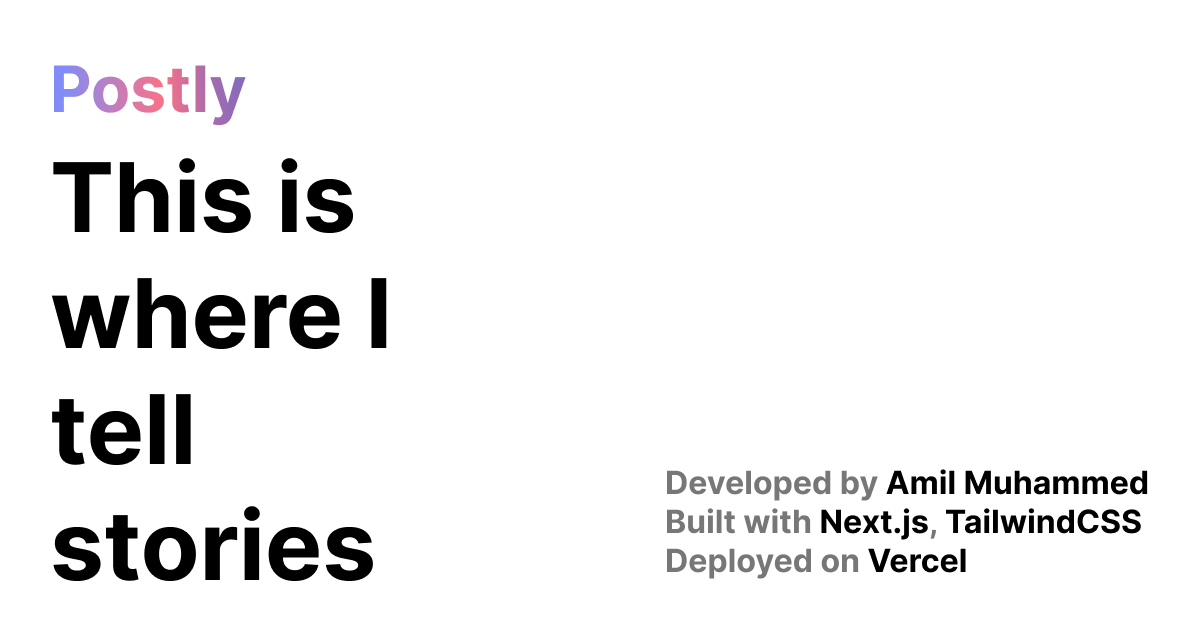 Postly
This is
where I
tell
stories
Developed by Amil Muhammed
Built with Next.js, TailwindCSS
Deployed on Vercel